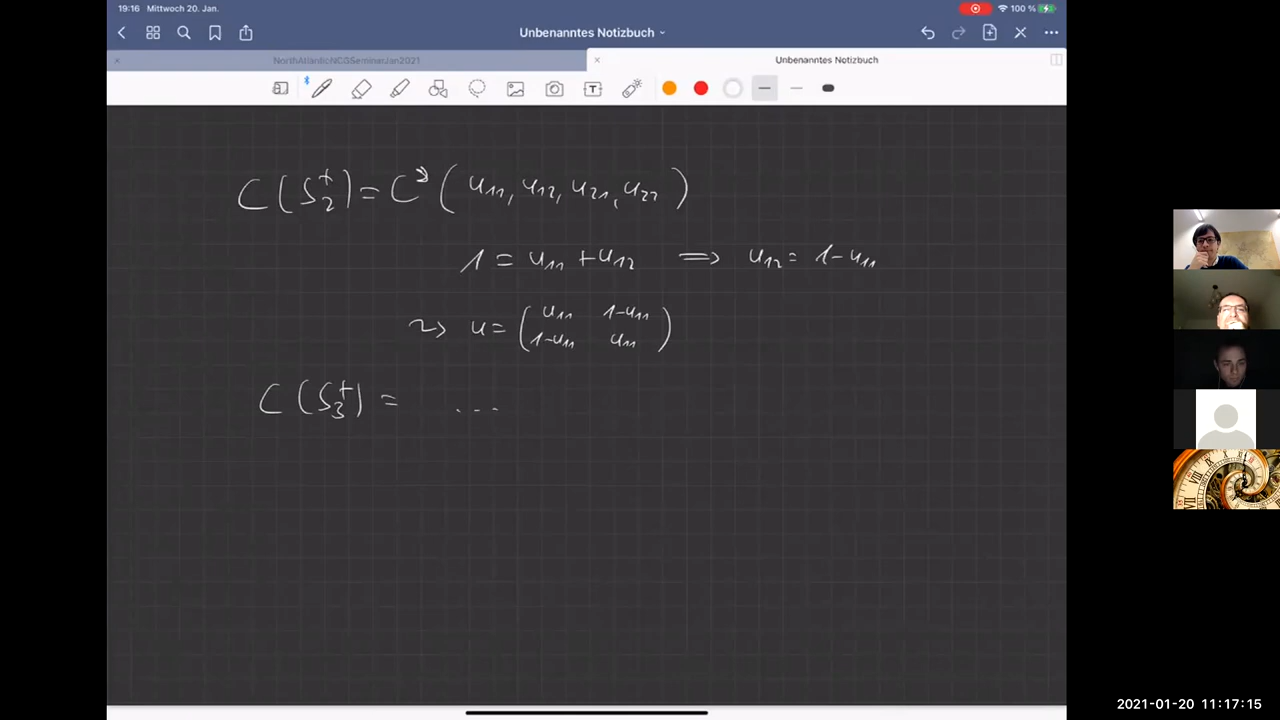 19:16 Mittwoch 20. Jan.
100 %
Unbenanntes Notizbuch
NorthAtlanticNCGSeminarJan2021
Unbenanntes Notizbuch
C(S₂⁺) = C*(u₁₁, u₁₂, u₂₁, u₂₂)
1 = u₁₁ + u₁₂ ⟹ u₁₂ = 1-u₁₁
⇝ u = (u₁₁ 1-u₁₁
1-u₁₁ u₁₁)
C(S₃⁺) = ...
2021-01-20 11:17:15